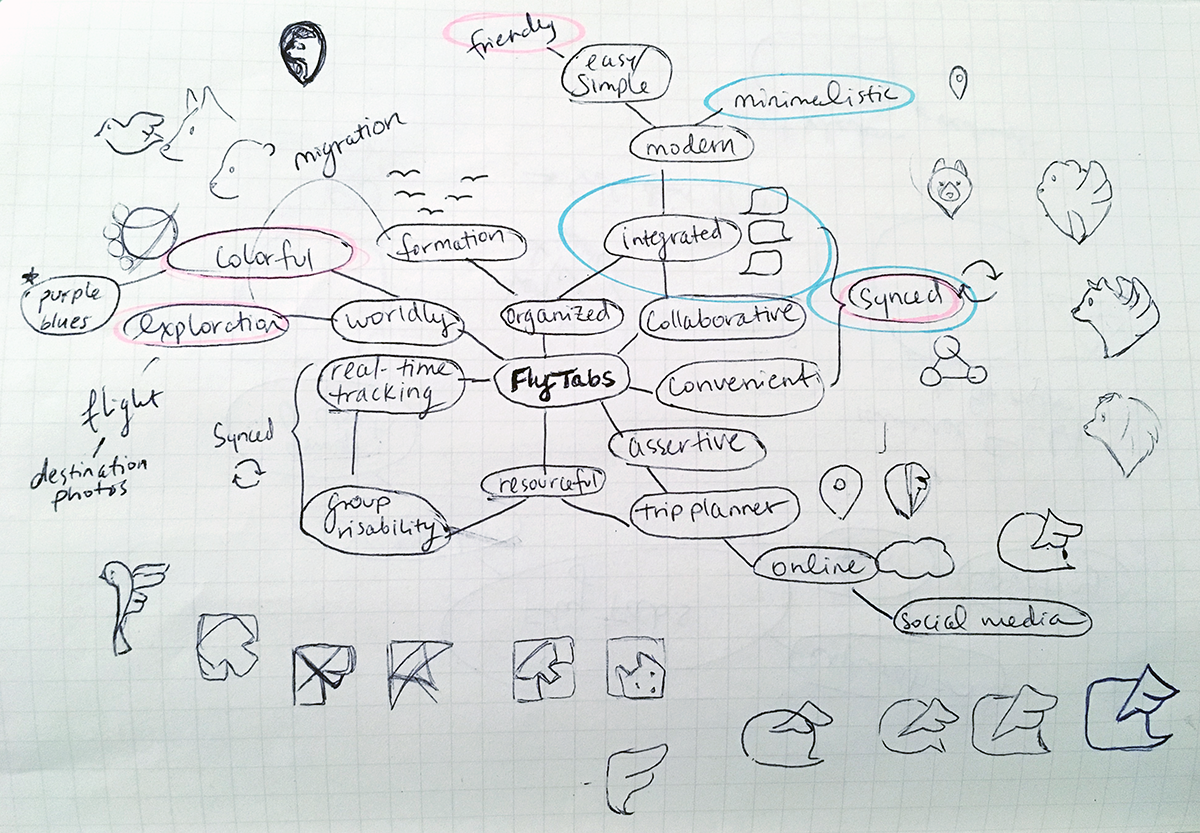 friendly
easy/
Simple
minimalistic
modern
migration
formation
integrated
Colorful
* purple
blues
exploration
worldly
organized
Collaborative
Synced
real-time
tracking
FlyTabs
Convenient
flight
destination
photos
Synced
assertive
resourceful
group
visability
trip planner
online
social media